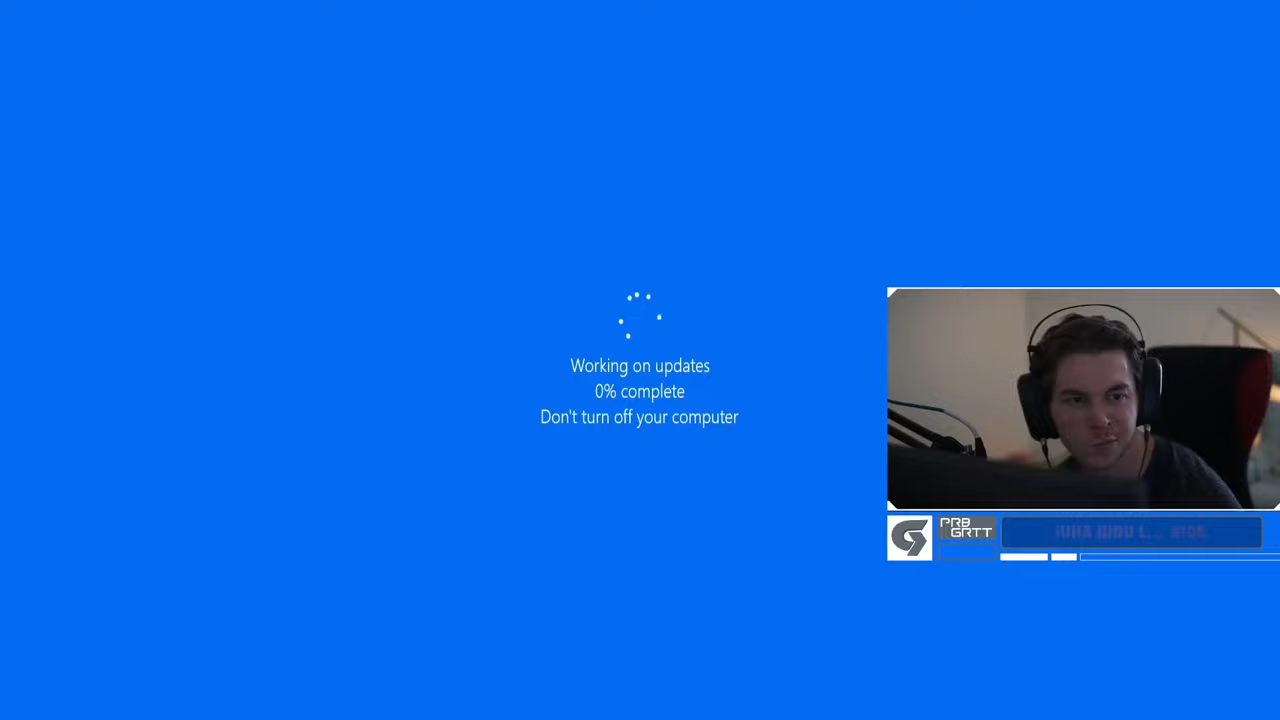 Working on updates
0% complete
Don't turn off your computer
PRB
GRTT